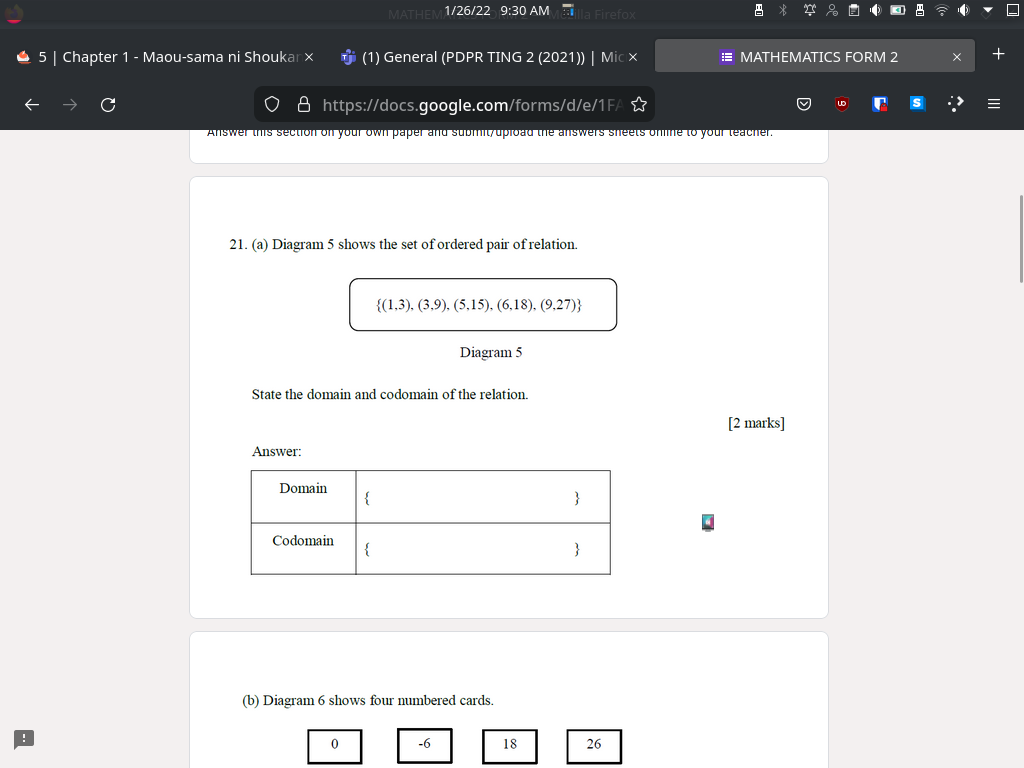 MATHEMATICS FORM 2 — Mozilla Firefox
1/26/22 9:30 AM
5 | Chapter 1 - Maou-sama ni Shoukan
(1) General (PDPR TING 2 (2021)) | Mic
MATHEMATICS FORM 2
https://docs.google.com/forms/d/e/1FA
Answer this section on your own paper and submit/upload the answers sheets online to your teacher.
21. (a) Diagram 5 shows the set of ordered pair of relation.
{(1,3), (3,9), (5,15), (6,18), (9,27)}
Diagram 5
State the domain and codomain of the relation.
[2 marks]
Answer:
Domain { }
Codomain { }
(b) Diagram 6 shows four numbered cards.
0 -6 18 26